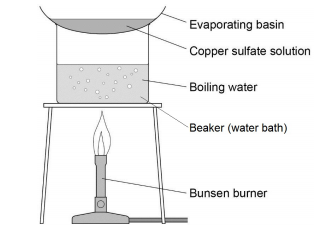 Evaporating basin
Copper sulfate solution
Boiling water
Beaker (water bath)
Bunsen burner